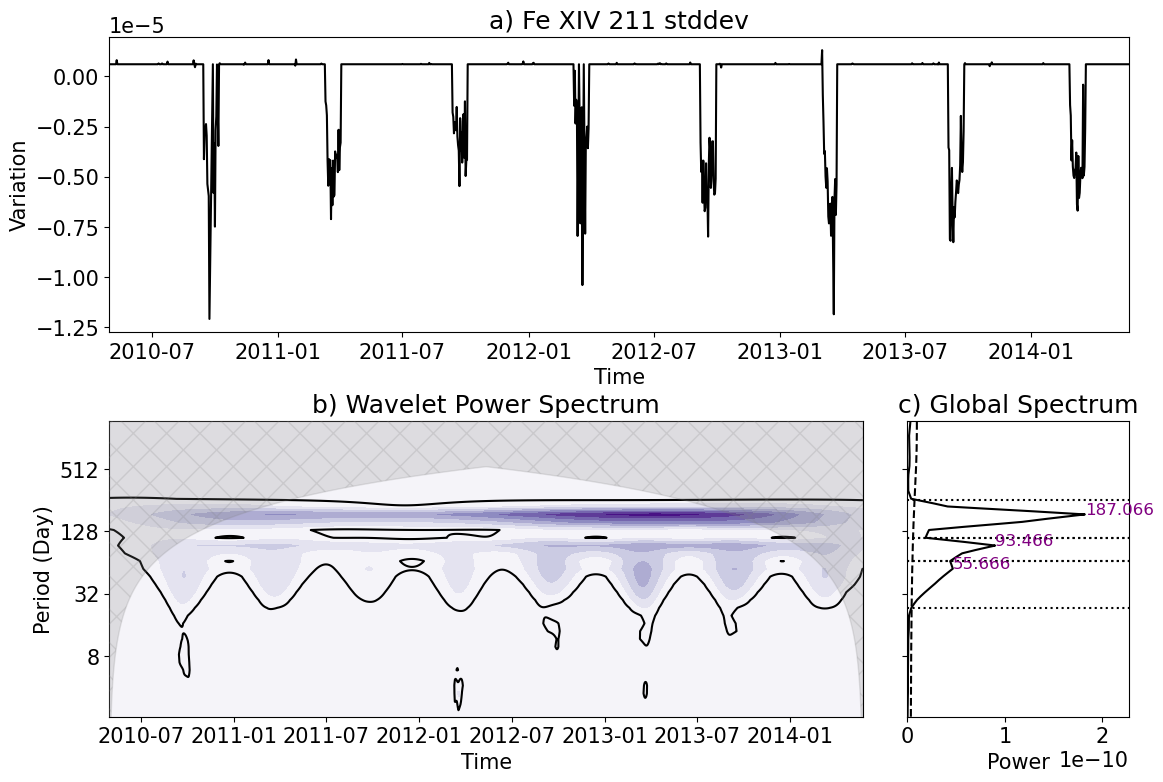 a) Fe XIV 211 stddev
1e−5
0.00
−0.25
−0.50
−0.75
−1.00
−1.25
Variation
2010-07 2011-01 2011-07 2012-01 2012-07 2013-01 2013-07 2014-01
Time
b) Wavelet Power Spectrum
512
128
32
8
Period (Day)
2010-07 2011-01 2011-07 2012-01 2012-07 2013-01 2013-07 2014-01
Time
c) Global Spectrum
187.066
93.466
55.666
0 1 2
Power 1e−10